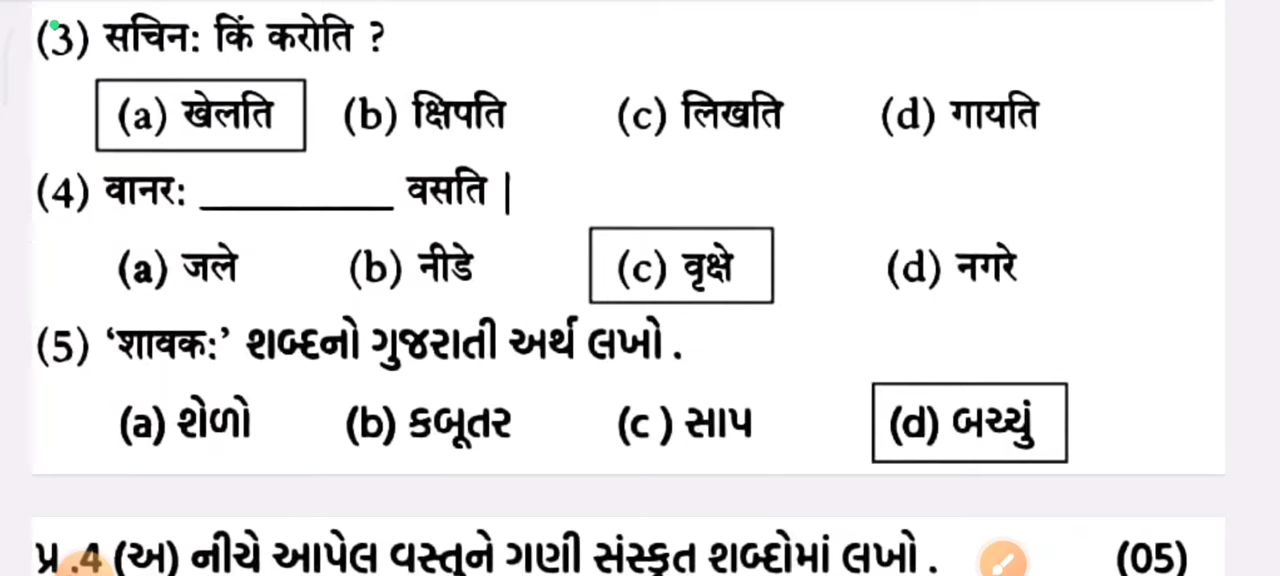 (3) सचिन: किं करोति ?
(a) खेलति (b) क्षिपति (c) लिखति (d) गायति
(4) वानर: __________ वसति |
(a) जले (b) नीडे (c) वृक्षे (d) नगरे
(5) ‘शावक:’ શબ્દનો ગુજરાતી અર્થ લખો .
(a) શેળો (b) કબૂતર (c ) સાપ (d) બચ્ચું
પ્ર .4 (અ) નીચે આપેલ વસ્તુને ગણી સંસ્કૃત શબ્દોમાં લખો . (05)